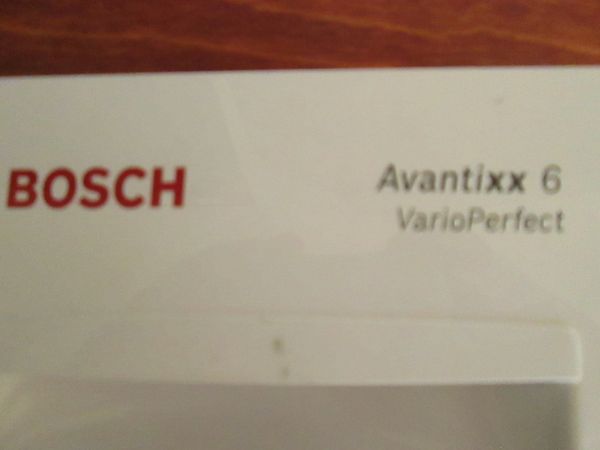 BOSCH
Avantixx 6
VarioPerfect